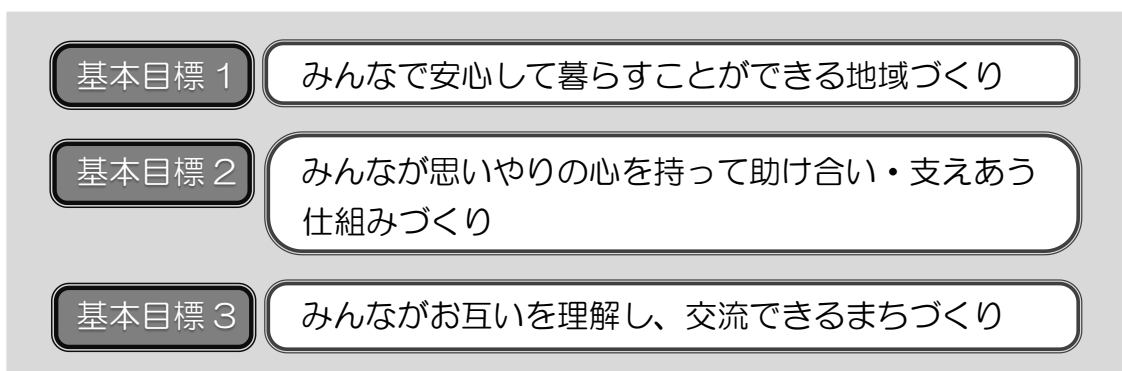 基本目標1 みんなで安心して暮らすことができる地域づくり
基本目標2 みんなが思いやりの心を持って助け合い・支えあう
仕組みづくり
基本目標3 みんながお互いを理解し、交流できるまちづくり